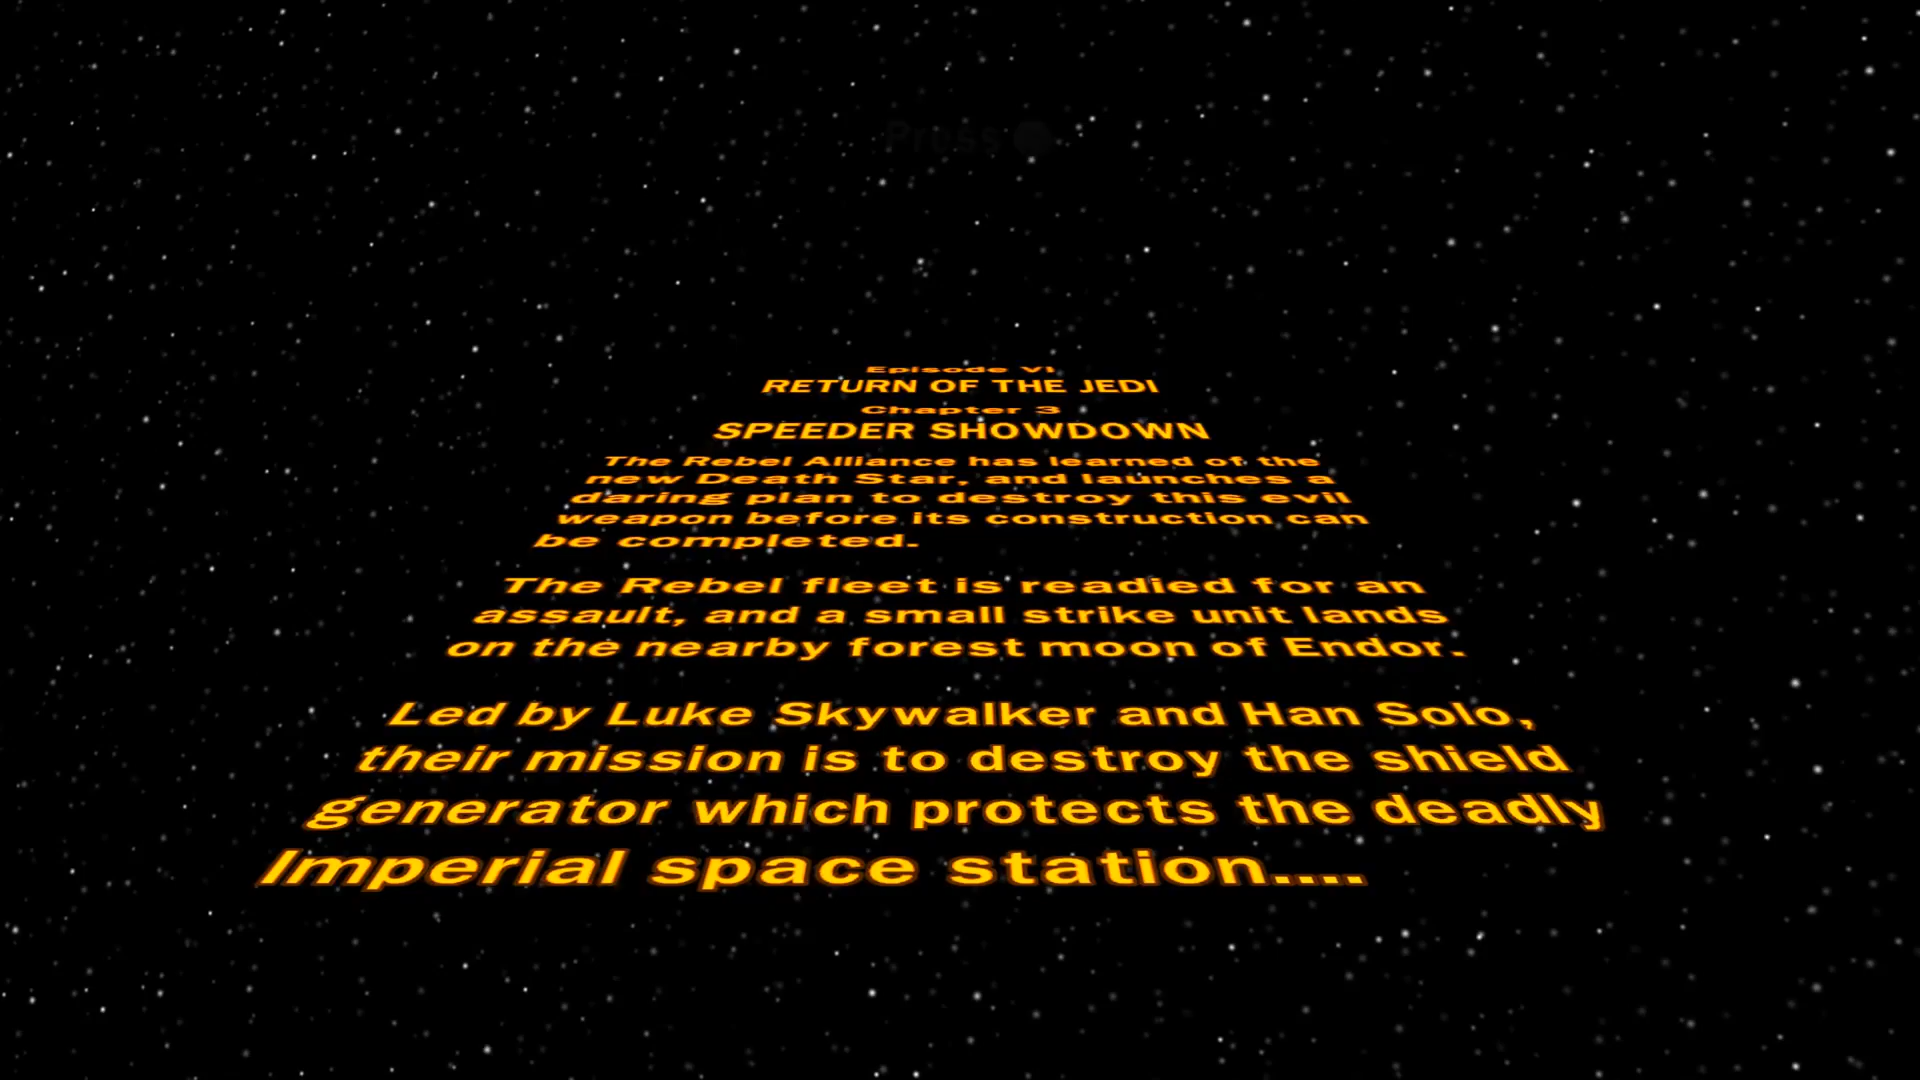 Press
Episode VI
RETURN OF THE JEDI
Chapter 3
SPEEDER SHOWDOWN
The Rebel Alliance has learned of the
new Death Star, and launches a
daring plan to destroy this evil
weapon before its construction can
be completed.
The Rebel fleet is readied for an
assault, and a small strike unit lands
on the nearby forest moon of Endor.
Led by Luke Skywalker and Han Solo,
their mission is to destroy the shield
generator which protects the deadly
Imperial space station....